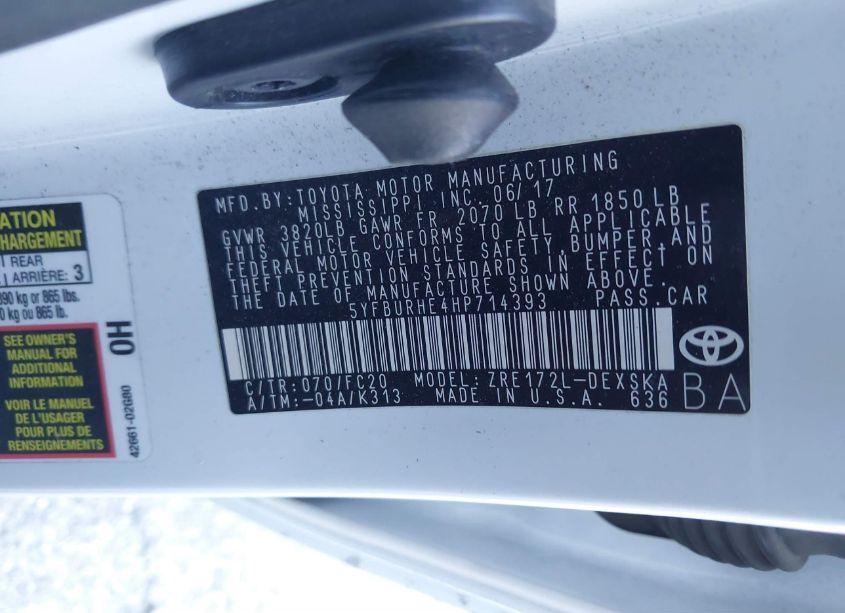 ATION
CHARGEMENT
REAR
ARRIÈRE: 3
390 kg or 865 lbs.
0 kg ou 865 lb.
SEE OWNER'S
MANUAL FOR
ADDITIONAL
INFORMATION
VOIR LE MANUEL
DE L'USAGER
POUR PLUS DE
RENSEIGNEMENTS
0H
42661-02G80
MFD.BY:TOYOTA MOTOR MANUFACTURING
MISSISSIPPI INC.06/17
GVWR 3820LB GAWR FR 2070 LB RR 1850 LB
THIS VEHICLE CONFORMS TO ALL APPLICABLE
FEDERAL MOTOR VEHICLE SAFETY,BUMPER,AND
THEFT PREVENTION STANDARDS IN EFFECT ON
THE DATE OF MANUFACTURE SHOWN ABOVE.
5YFBURHE4HP714393 PASS.CAR
C/TR:070/FC20 MODEL:ZRE172L-DEXSKA
A/TM:-04A/K313 MADE IN U.S.A. 636
BA